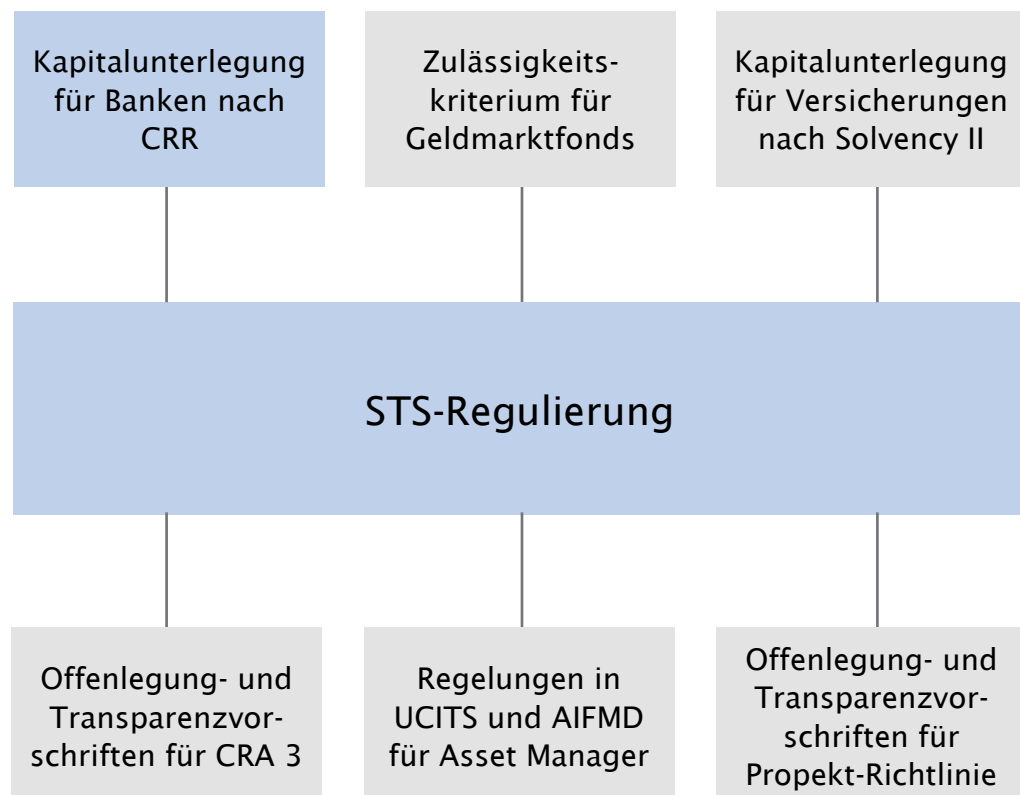 Kapitalunterlegung
für Banken nach
CRR
Zulässigkeits-
kriterium für
Geldmarktfonds
Kapitalunterlegung
für Versicherungen
nach Solvency II
STS-Regulierung
Offenlegung- und
Transparenzvor-
schriften für CRA 3
Regelungen in
UCITS und AIFMD
für Asset Manager
Offenlegung- und
Transparenzvor-
schriften für
Propekt-Richtlinie